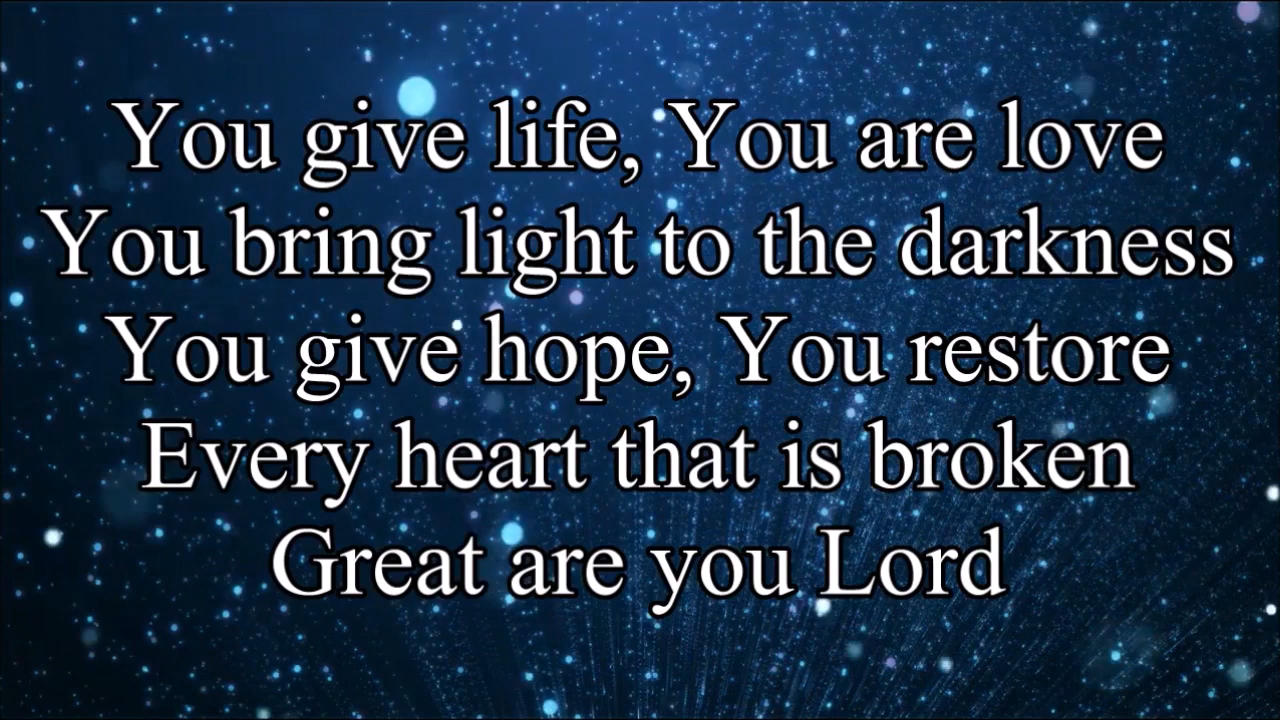 You give life, You are love
You bring light to the darkness
You give hope, You restore
Every heart that is broken
Great are you Lord